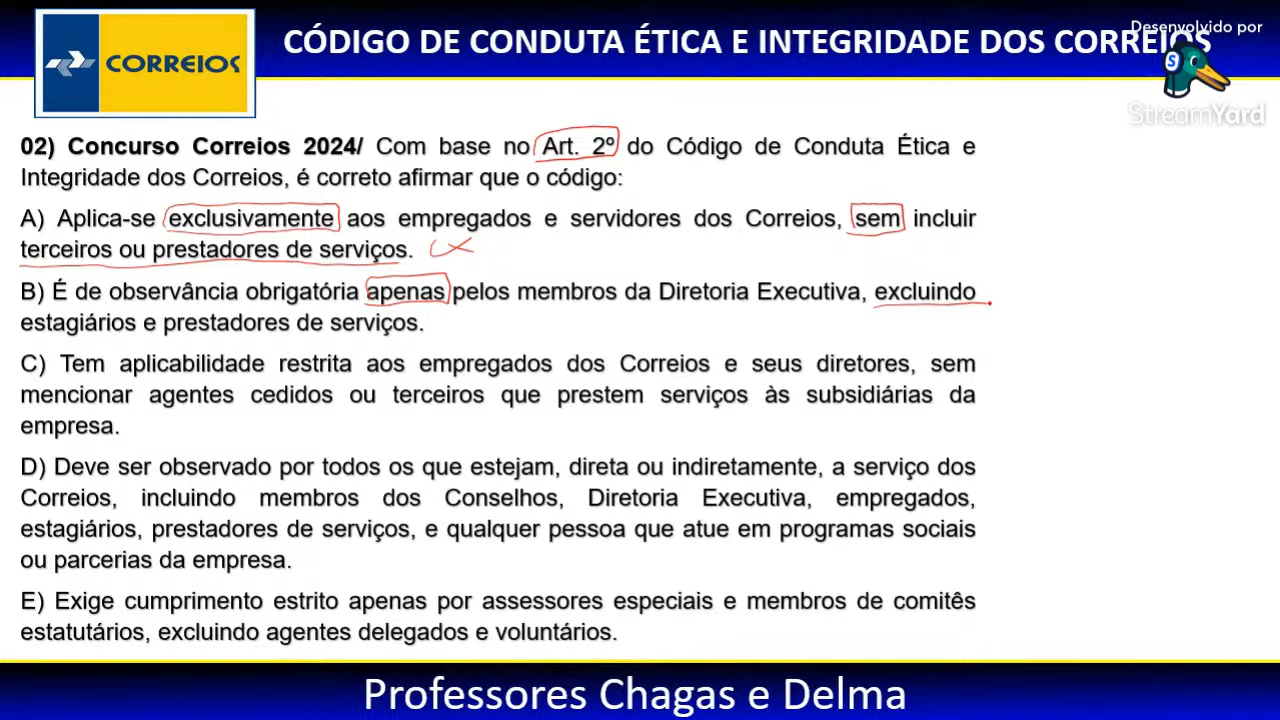 CORREIOS
CÓDIGO DE CONDUTA ÉTICA E INTEGRIDADE DOS CORREIOS
Desenvolvido por
S
StreamYard
02) Concurso Correios 2024/ Com base no Art. 2º do Código de Conduta Ética e
Integridade dos Correios, é correto afirmar que o código:
A) Aplica-se exclusivamente aos empregados e servidores dos Correios, sem incluir
terceiros ou prestadores de serviços.
B) É de observância obrigatória apenas pelos membros da Diretoria Executiva, excluindo
estagiários e prestadores de serviços.
C) Tem aplicabilidade restrita aos empregados dos Correios e seus diretores, sem
mencionar agentes cedidos ou terceiros que prestem serviços às subsidiárias da
empresa.
D) Deve ser observado por todos os que estejam, direta ou indiretamente, a serviço dos
Correios, incluindo membros dos Conselhos, Diretoria Executiva, empregados,
estagiários, prestadores de serviços, e qualquer pessoa que atue em programas sociais
ou parcerias da empresa.
E) Exige cumprimento estrito apenas por assessores especiais e membros de comitês
estatutários, excluindo agentes delegados e voluntários.
Professores Chagas e Delma